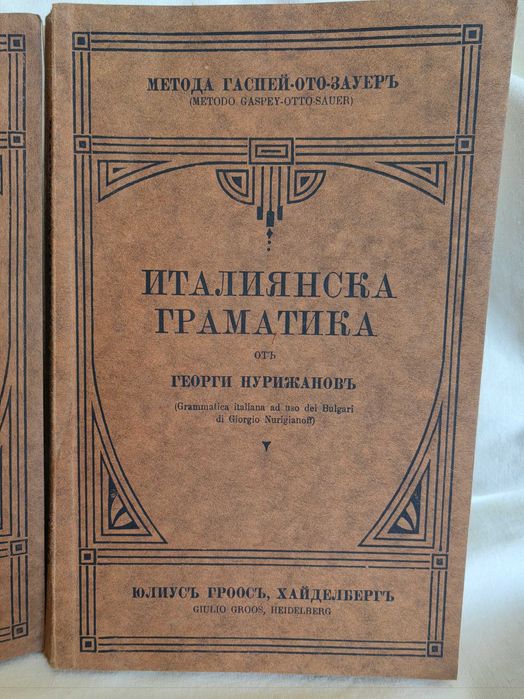 МЕТОДА ГАСПЕЙ-ОТО-ЗАУЕРЪ
(METODO GASPEY-OTTO-SAUER)
ИТАЛИЯНСКА
ГРАМАТИКА
отъ
ГЕОРГИ НУРИЖАНОВЪ
(Grammatica italiana ad uso dei Bulgari
di Giorgio Nurigianoff)
ЮЛИУСЪ ГРООСЪ, ХАЙДЕЛБЕРГЪ
GIULIO GROOS, HEIDELBERG